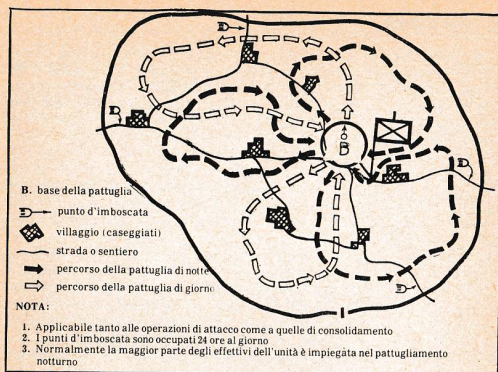 B
B. base della pattuglia
punto d'imboscata
villaggio (caseggiati)
strada o sentiero
percorso della pattuglia di notte
percorso della pattuglia di giorno
NOTA:
1. Applicabile tanto alle operazioni di attacco come a quelle di consolidamento
2. I punti d'imboscata sono occupati 24 ore al giorno
3. Normalmente la maggior parte degli effettivi dell'unità è impiegata nel pattugliamento
notturno